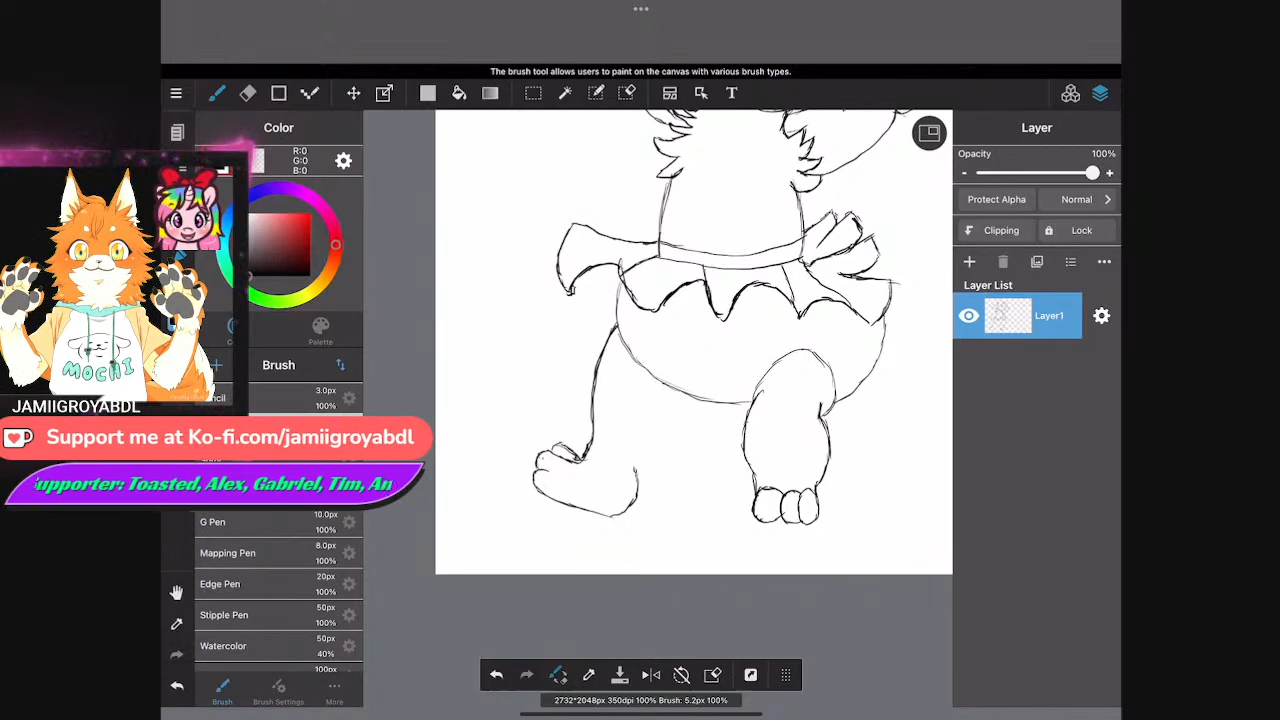 The brush tool allows users to paint on the canvas with various brush types.
T
Color
R:0
G:0
B:0
Palette
Brush
3.0px
100%
JAMIIGROYABDL
Support me at Ko-fi.com/jamiigroyabdl
upporter: Toasted, Alex, Gabriel, Tim, An
MOCHI
G Pen
10.0px
100%
Mapping Pen
8.0px
100%
Edge Pen
20px
100%
Stipple Pen
50px
100%
Watercolor
50px
40%
100px
Brush
Brush Settings
More
2732*2048px 350dpi 100% Brush: 5.2px 100%
Layer
Opacity
100%
Protect Alpha
Normal
Clipping
Lock
Layer List
Layer1